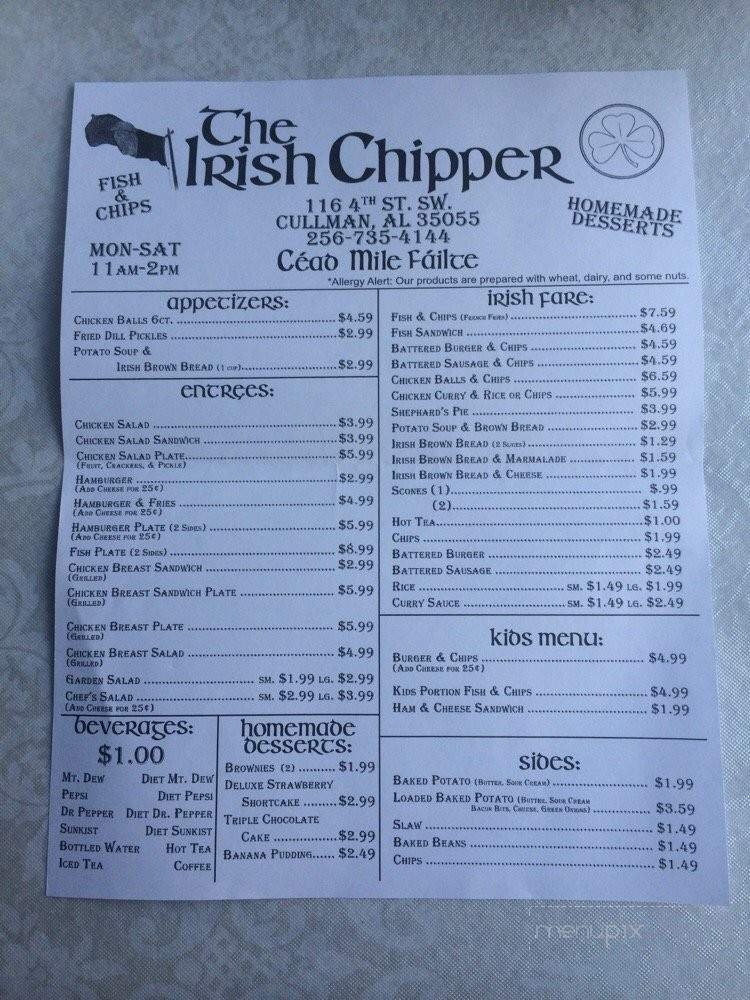 The
Irish Chipper
FISH
&
CHIPS
116 4TH ST. SW.
CULLMAN, AL 35055
256-735-4144
Céad Míle Fáilte
HOMEMADE
DESSERTS
MON-SAT
11AM-2PM
*Allergy Alert: Our products are prepared with wheat, dairy, and some nuts.
appetizers:
Chicken Balls 6ct. $4.59
Fried Dill Pickles $2.99
Potato Soup &
Irish Brown Bread (1 cup) $2.99
entrees:
Chicken Salad $3.99
Chicken Salad Sandwich $3.99
Chicken Salad Plate $5.99
(Fruit, Crackers, & Pickle)
Hamburger $2.99
(Add Cheese for 25¢)
Hamburger & Fries $4.99
(Add Cheese for 25¢)
Hamburger Plate (2 Sides) $5.99
(Add Cheese for 25¢)
Fish Plate (2 Sides) $8.99
Chicken Breast Sandwich $2.99
(Grilled)
Chicken Breast Sandwich Plate $5.99
(Grilled)
Chicken Breast Plate $5.99
(Grilled)
Chicken Breast Salad $4.99
(Grilled)
Garden Salad SM. $1.99 LG. $2.99
Chef's Salad SM. $2.99 LG. $3.99
(Add Cheese for 25¢)
beverages:
$1.00
Mt. Dew Diet Mt. Dew
Pepsi Diet Pepsi
Dr Pepper Diet Dr. Pepper
Sunkist Diet Sunkist
Bottled Water Hot Tea
Iced Tea Coffee
homemade
desserts:
Brownies (2) $1.99
Deluxe Strawberry
Shortcake $2.99
Triple Chocolate
Cake $2.99
Banana Pudding $2.49
irish fare:
Fish & Chips (French Fries) $7.59
Fish Sandwich $4.69
Battered Burger & Chips $4.59
Battered Sausage & Chips $4.59
Chicken Balls & Chips $6.59
Chicken Curry & Rice or Chips $5.99
Shephard's Pie $3.99
Potato Soup & Brown Bread $2.99
Irish Brown Bread (2 Slices) $1.29
Irish Brown Bread & Marmalade $1.59
Irish Brown Bread & Cheese $1.99
Scones (1) $.99
(2) $1.59
Hot Tea $1.00
Chips $1.99
Battered Burger $2.49
Battered Sausage $2.49
Rice SM. $1.49 LG. $1.99
Curry Sauce SM. $1.49 LG. $2.49
kids menu:
Burger & Chips $4.99
(Add Cheese for 25¢)
Kids Portion Fish & Chips $4.99
Ham & Cheese Sandwich $1.99
sides:
Baked Potato (Butter, Sour Cream) $1.99
Loaded Baked Potato (Butter, Sour Cream
Bacon Bits, Cheese, Green Onions) $3.59
Slaw $1.49
Baked Beans $1.49
Chips $1.49
menupix